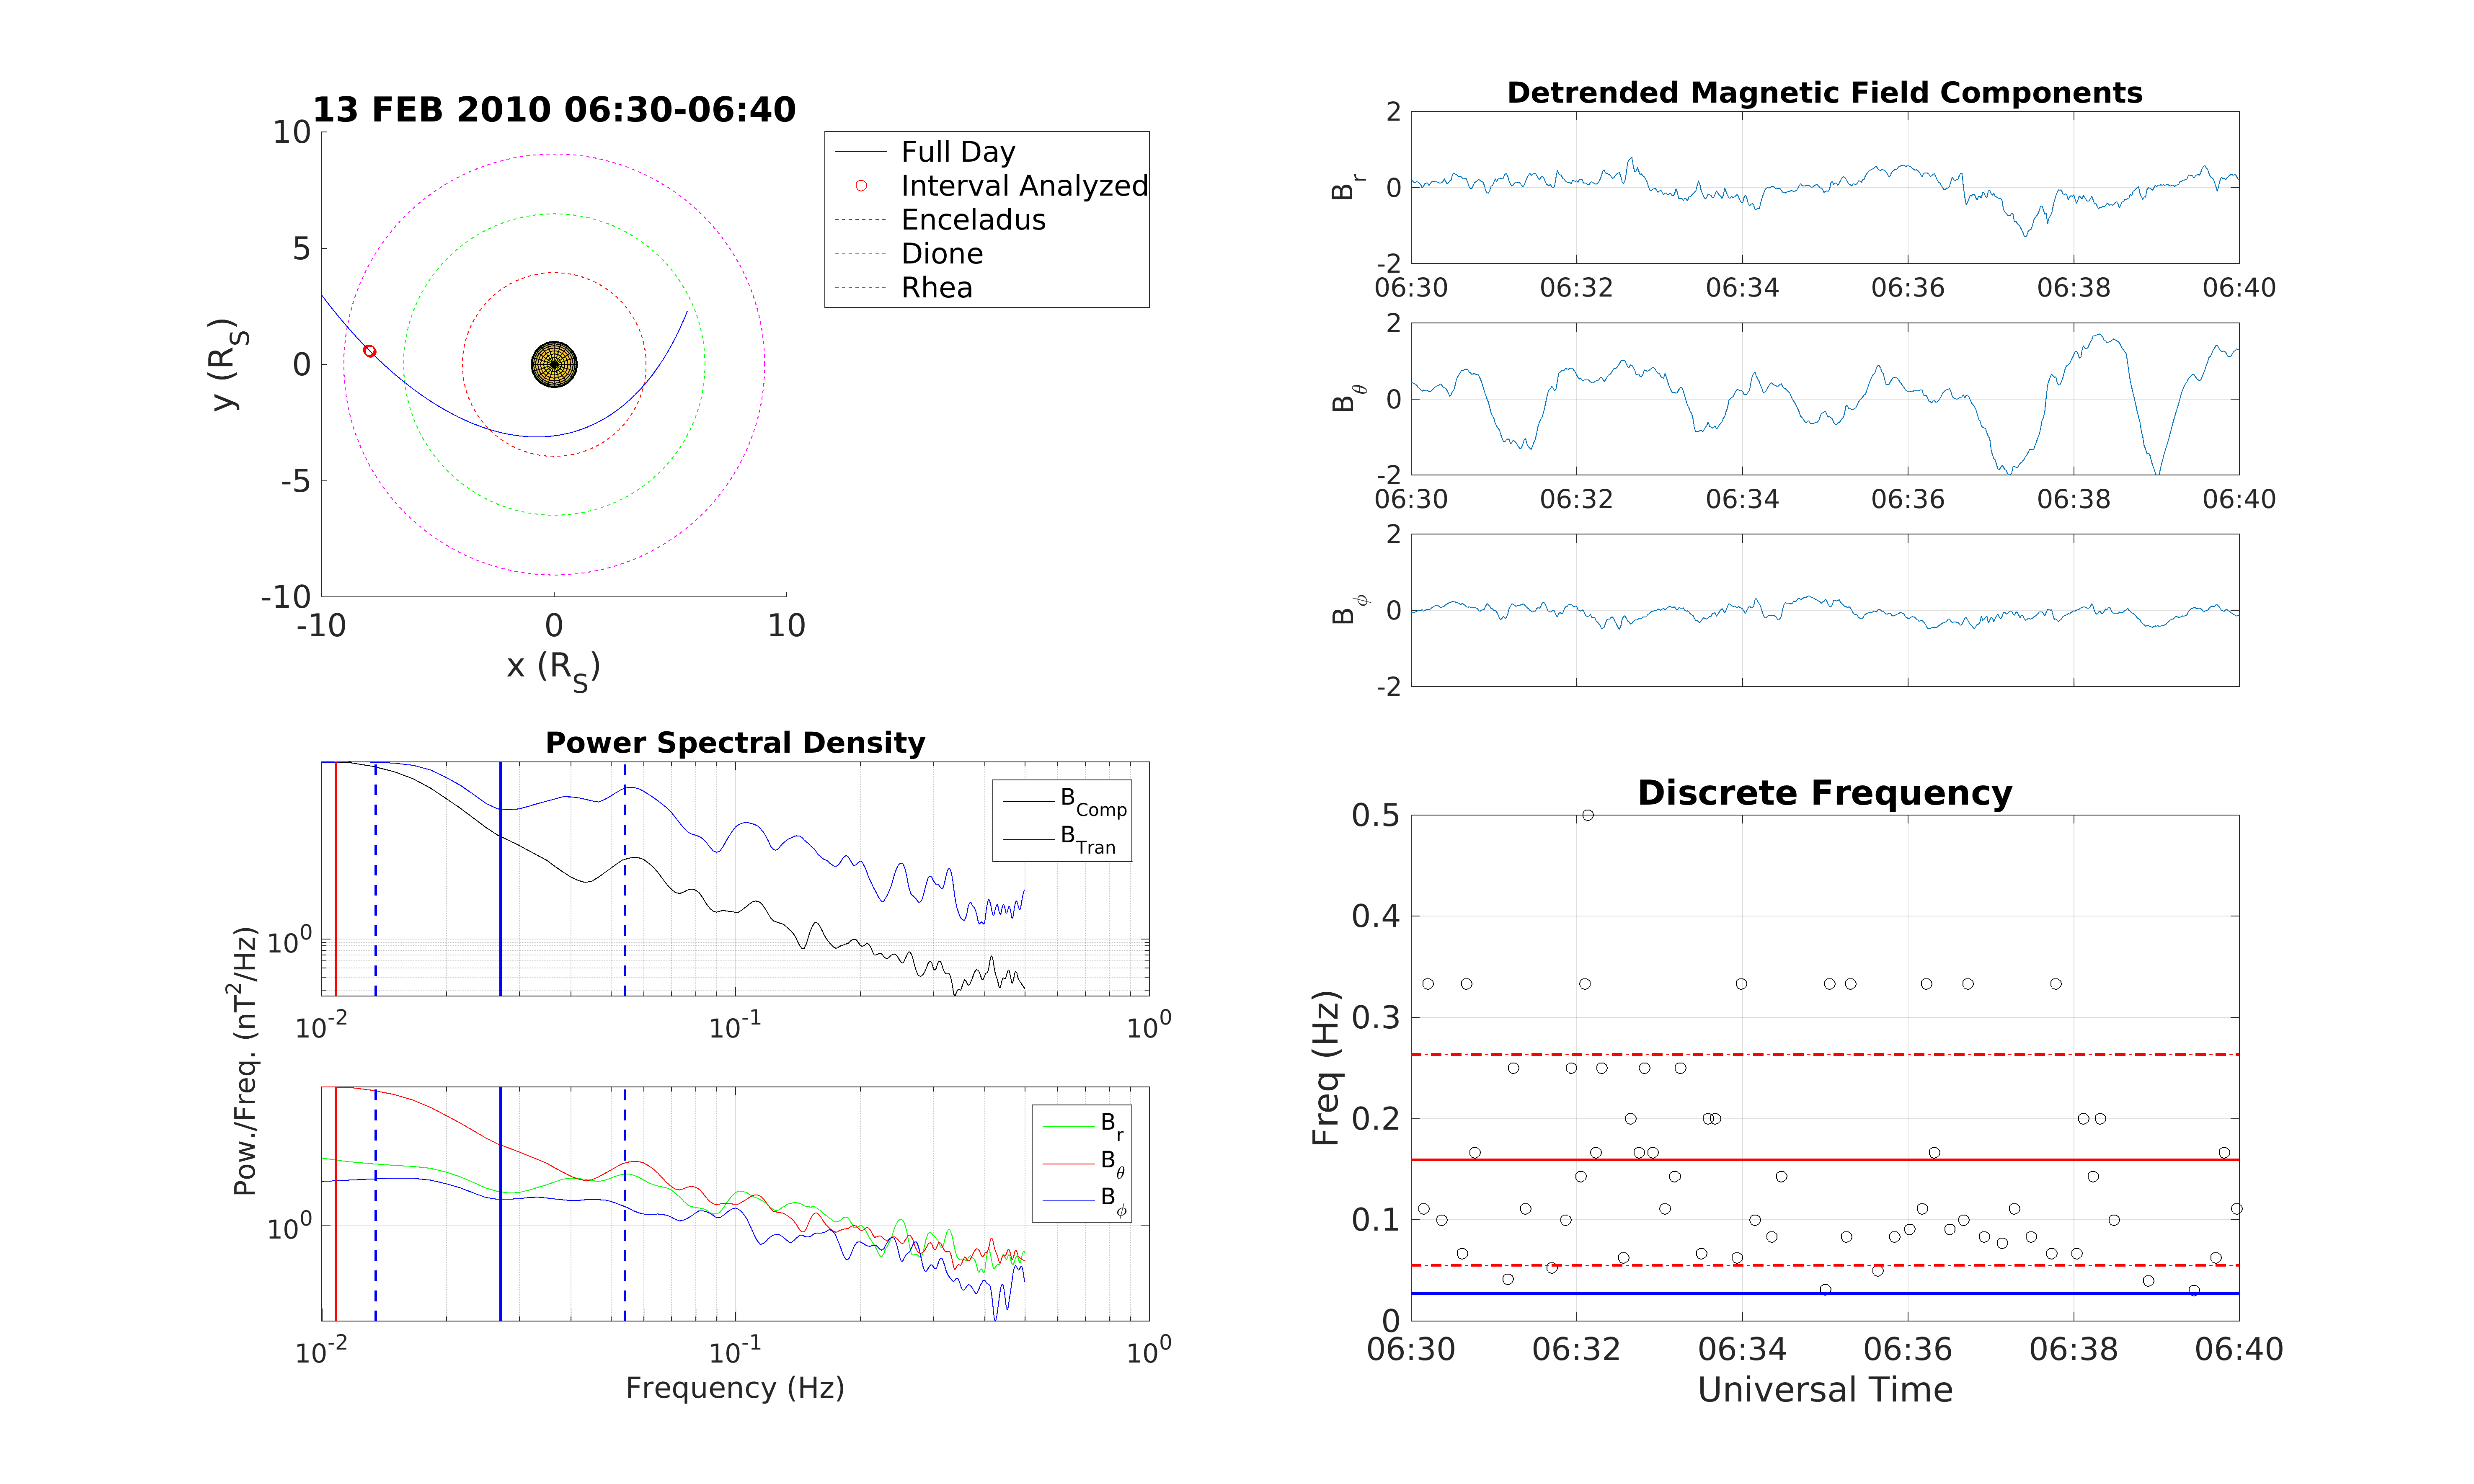 13 FEB 2010 06:30-06:40
10
5
0
-5
-10
-10
0
10
y (R_S)
x (R_S)
Full Day
Interval Analyzed
Enceladus
Dione
Rhea
Detrended Magnetic Field Components
2
0
-2
B_r
06:30
06:32
06:34
06:36
06:38
06:40
2
0
-2
B_θ
06:30
06:32
06:34
06:36
06:38
06:40
2
0
-2
B_ϕ
Power Spectral Density
B_Comp
B_Tran
10^0
10^-2
10^-1
10^0
Pow./Freq. (nT^2/Hz)
B_r
B_θ
B_ϕ
10^0
10^-2
10^-1
10^0
Frequency (Hz)
Discrete Frequency
0.5
0.4
0.3
0.2
0.1
0
Freq (Hz)
06:30
06:32
06:34
06:36
06:38
06:40
Universal Time